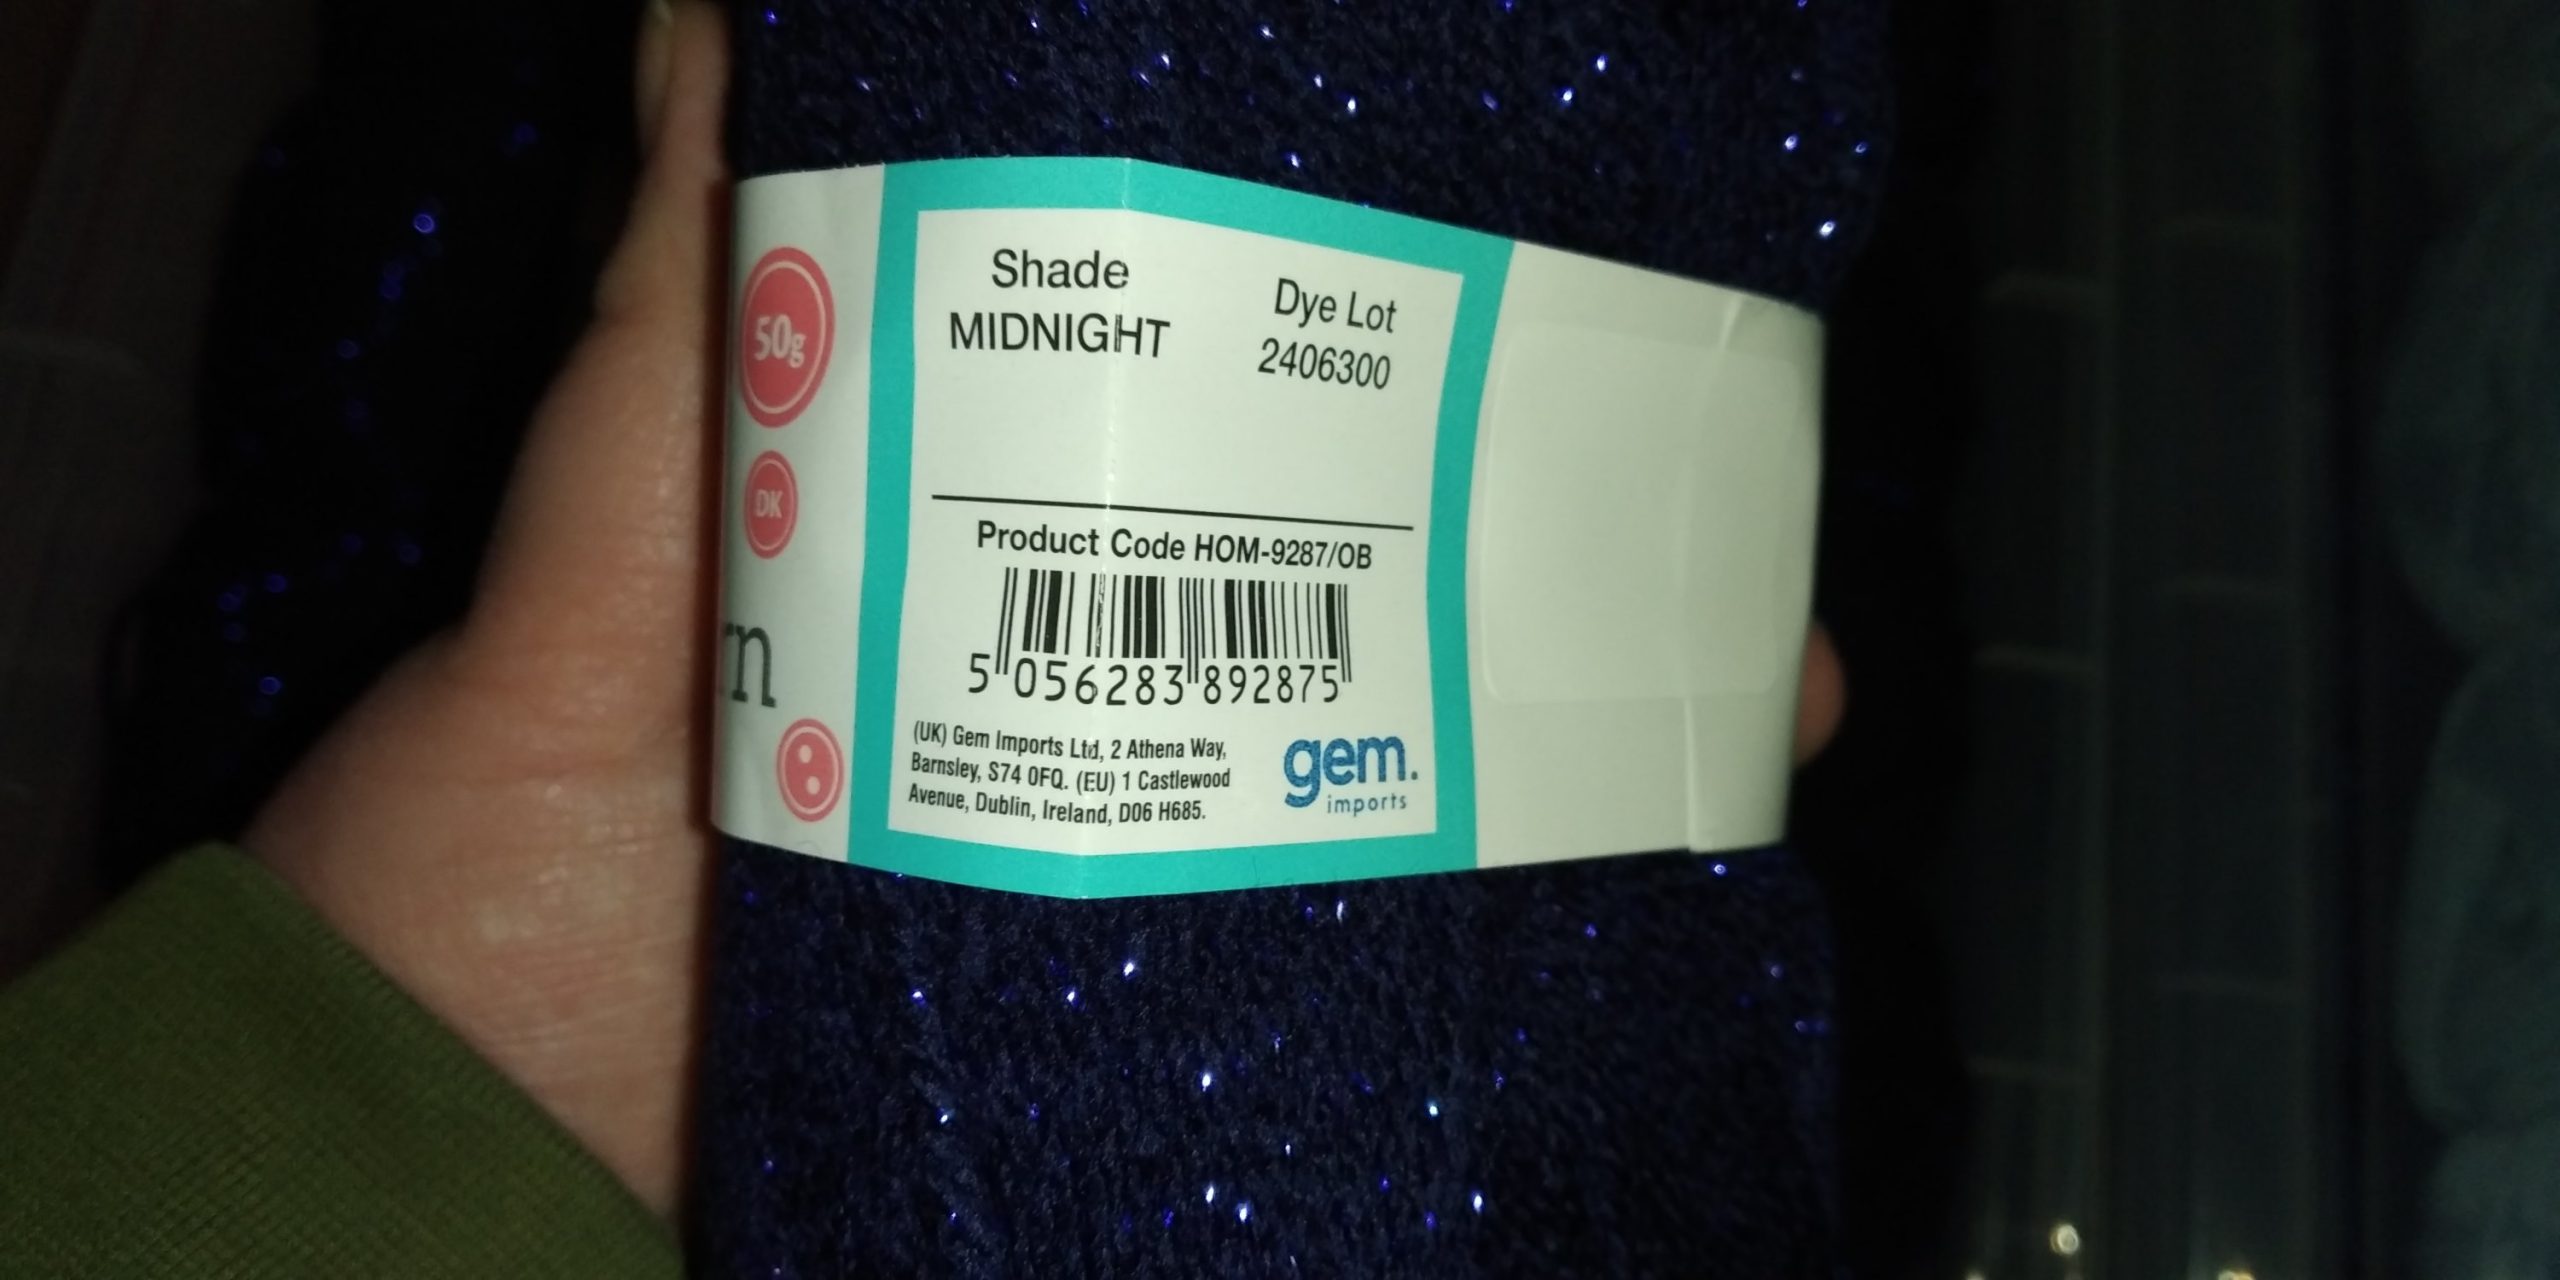 50g
DK
rn
Shade
MIDNIGHT
Dye Lot
2406300
Product Code HOM-9287/OB
5 056283 892875
(UK) Gem Imports Ltd, 2 Athena Way,
Barnsley, S74 0FQ. (EU) 1 Castlewood
Avenue, Dublin, Ireland, D06 H685.
gem.
imports